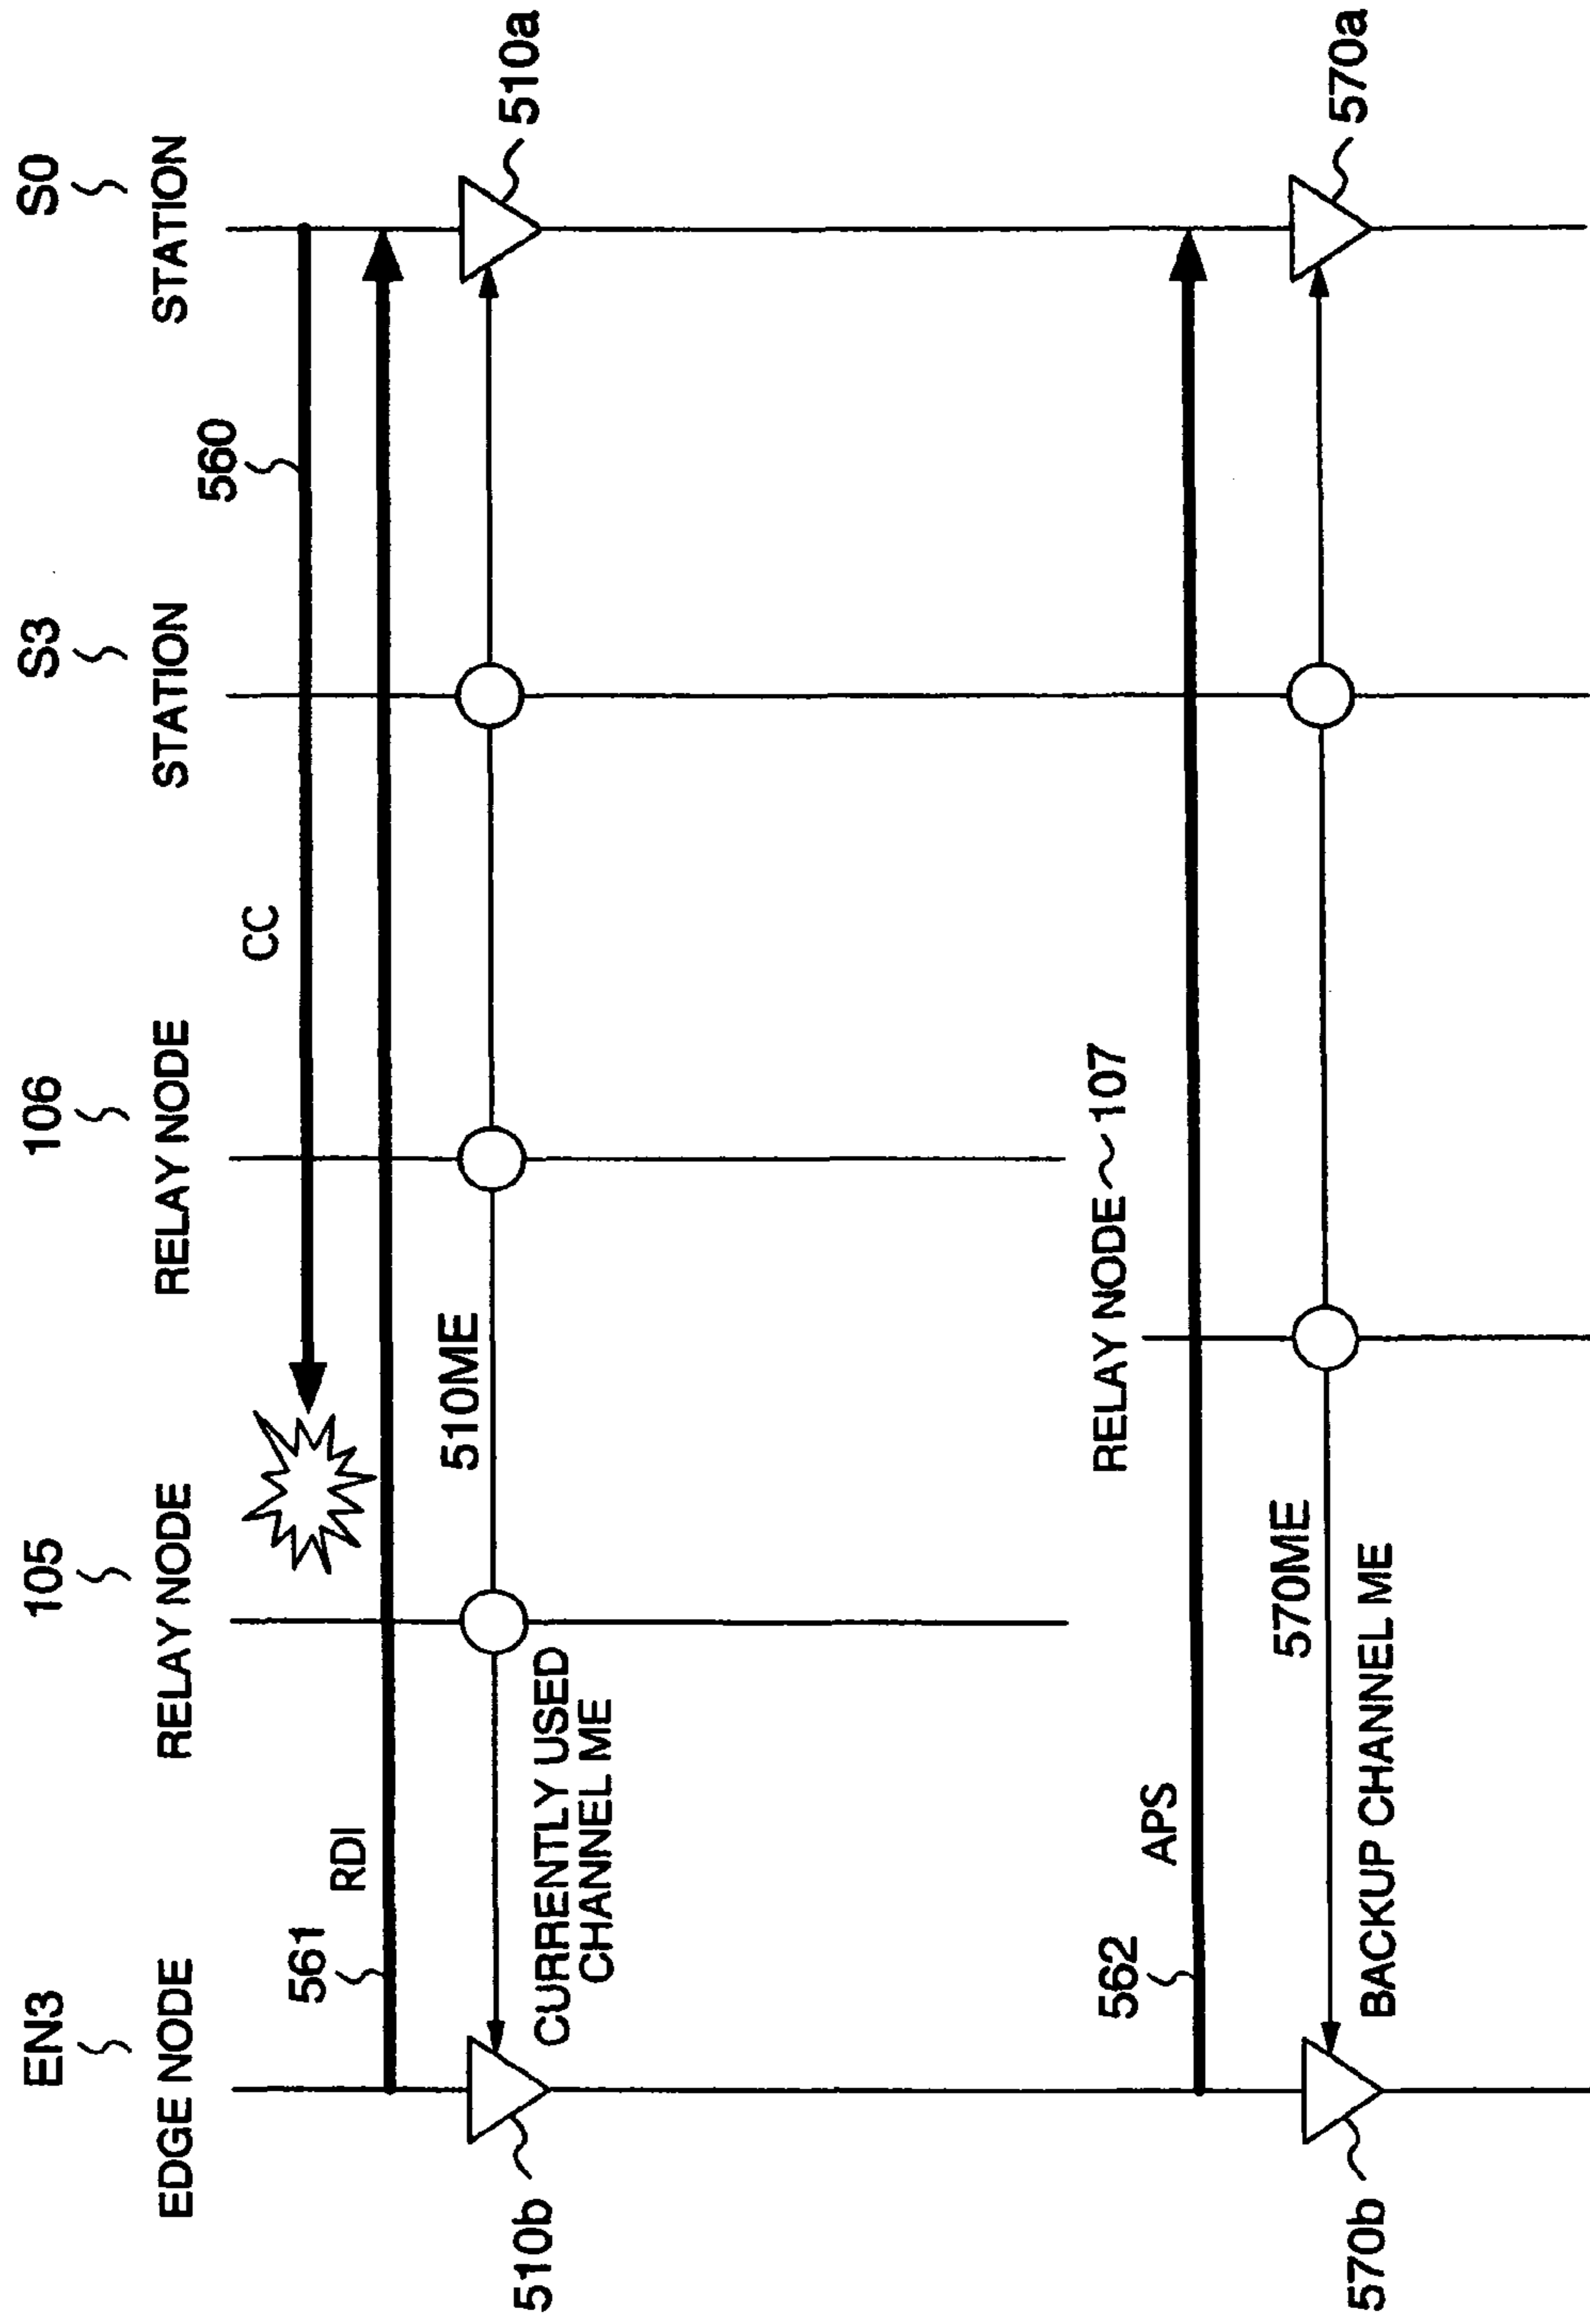 EN3
EDGE NODE
105
RELAY NODE
106
RELAY NODE
S3
STATION
S0
STATION
560
CC
561
RDI
510ME
510a
510b
CURRENTLY USED
CHANNEL ME
RELAY NODE 107
562
APS
570ME
570a
570b
BACKUP CHANNEL ME